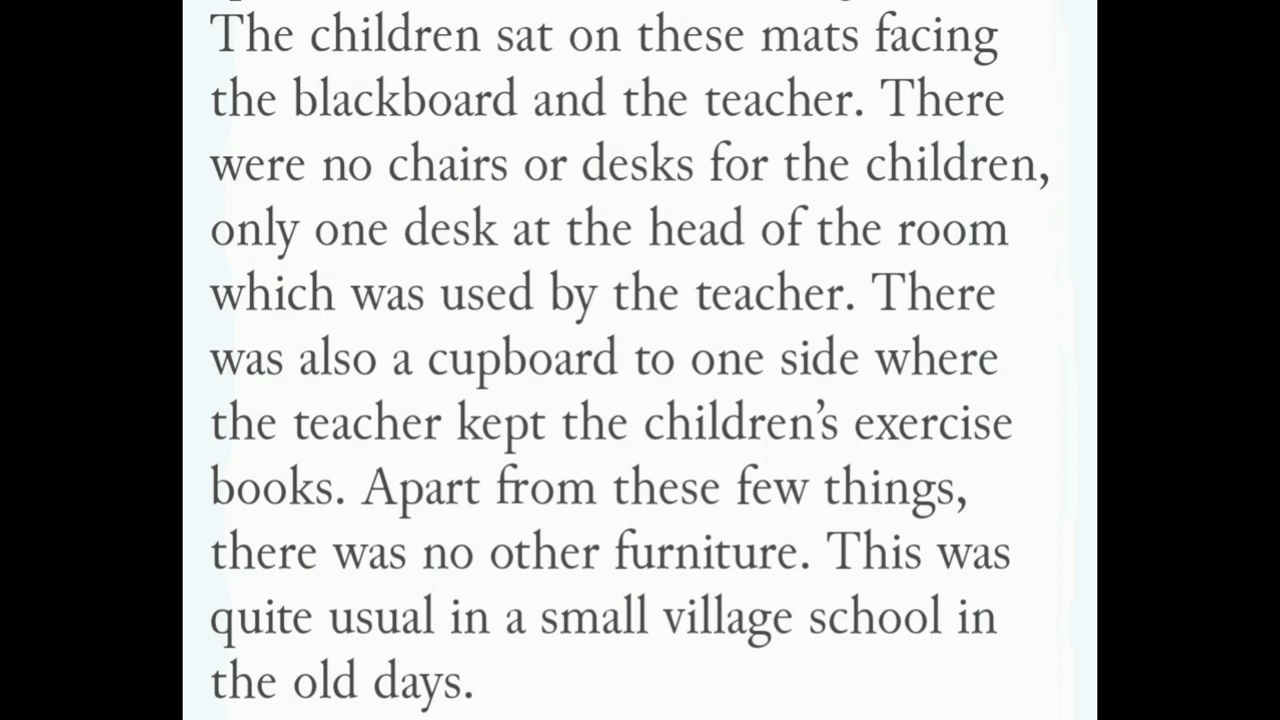 The children sat on these mats facing
the blackboard and the teacher. There
were no chairs or desks for the children,
only one desk at the head of the room
which was used by the teacher. There
was also a cupboard to one side where
the teacher kept the children’s exercise
books. Apart from these few things,
there was no other furniture. This was
quite usual in a small village school in
the old days.